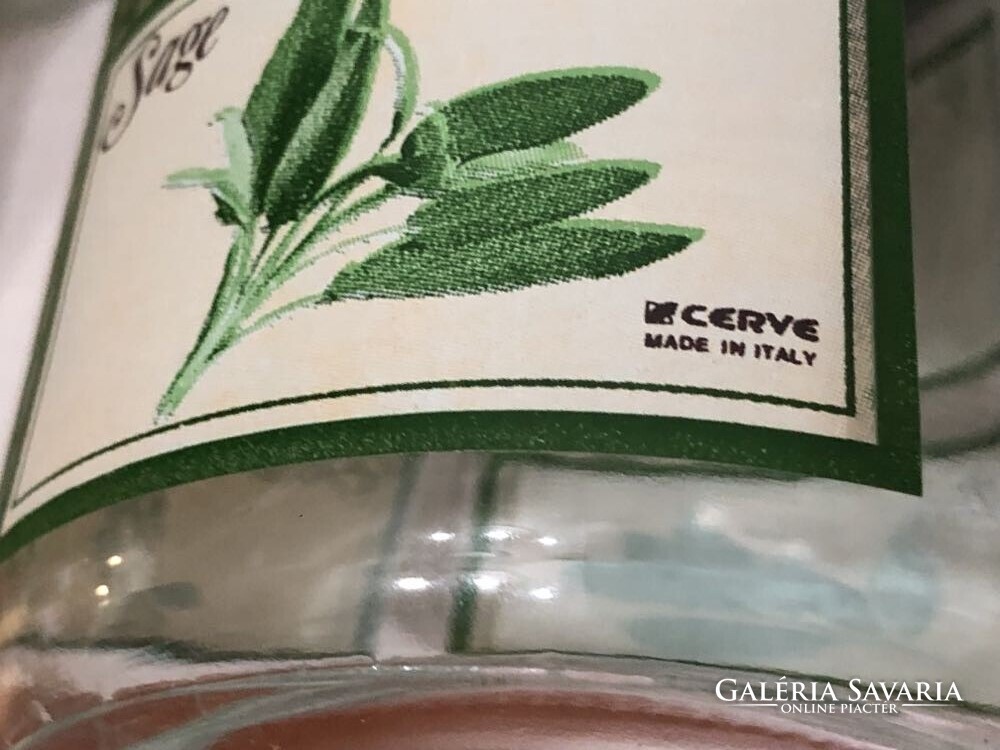 Sage
CERVE
MADE IN ITALY
GALÉRIA SAVARIA
ONLINE PIACTÉR